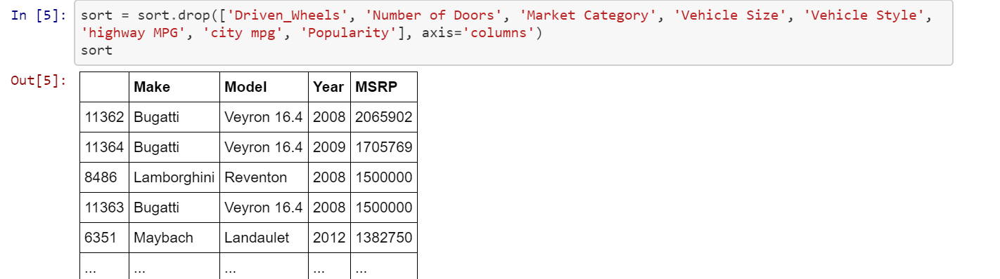 In [5]: sort = sort.drop(['Driven_Wheels', 'Number of Doors', 'Market Category', 'Vehicle Size', 'Vehicle Style',
'highway MPG', 'city mpg', 'Popularity'], axis='columns')
sort
Out[5]:
Make Model Year MSRP
11362 Bugatti Veyron 16.4 2008 2065902
11364 Bugatti Veyron 16.4 2009 1705769
8486 Lamborghini Reventon 2008 1500000
11363 Bugatti Veyron 16.4 2008 1500000
6351 Maybach Landaulet 2012 1382750
... ... ... ... ...